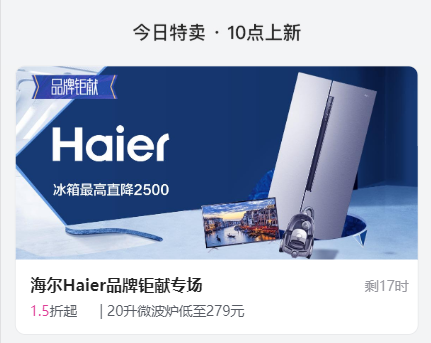 今日特卖 · 10点上新
品牌钜献
Haier
冰箱最高直降2500
海尔Haier品牌钜献专场
剩17时
1.5折起 | 20升微波炉低至279元